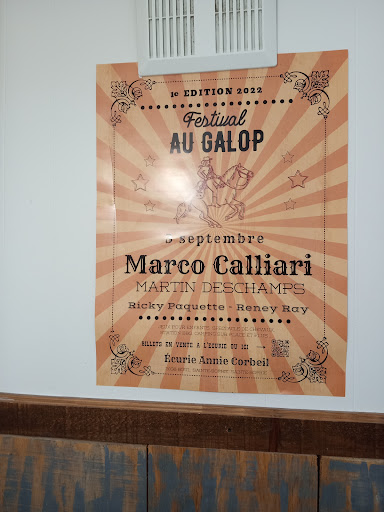 1e EDITION 2022
Festival
AU GALOP
septembre
Marco Calliari
MARTIN DESCHAMPS
Ricky Paquette - Reney Ray
BILLETS EN VENTE A L'ÉCURIE OU ICI
Écurie Annie Corbeil